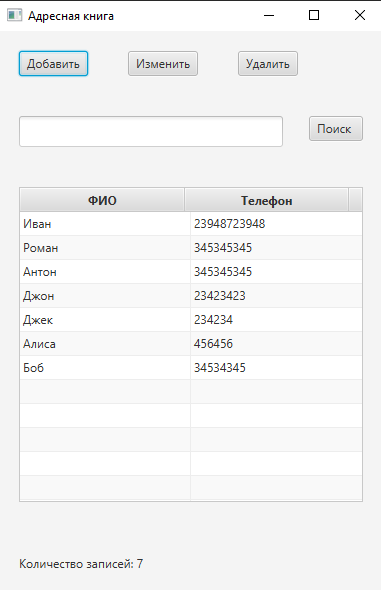 Адресная книга
Добавить Изменить Удалить
Поиск
ФИО Телефон
Иван 23948723948
Роман 345345345
Антон 345345345
Джон 23423423
Джек 234234
Алиса 456456
Боб 34534345
Количество записей: 7